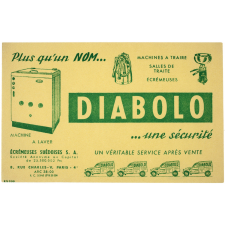 Plus qu'un NOM...
MACHINES A TRAIRE
SALLES DE TRAITE
ÉCRÉMEUSES
DIABOLO
...une sécurité
MACHINE
A LAVER
ÉCRÉMEUSES SUÉDOISES S. A.
UN VÉRITABLE SERVICE APRÈS VENTE
8, RUE CHARLES-V, PARIS-4e